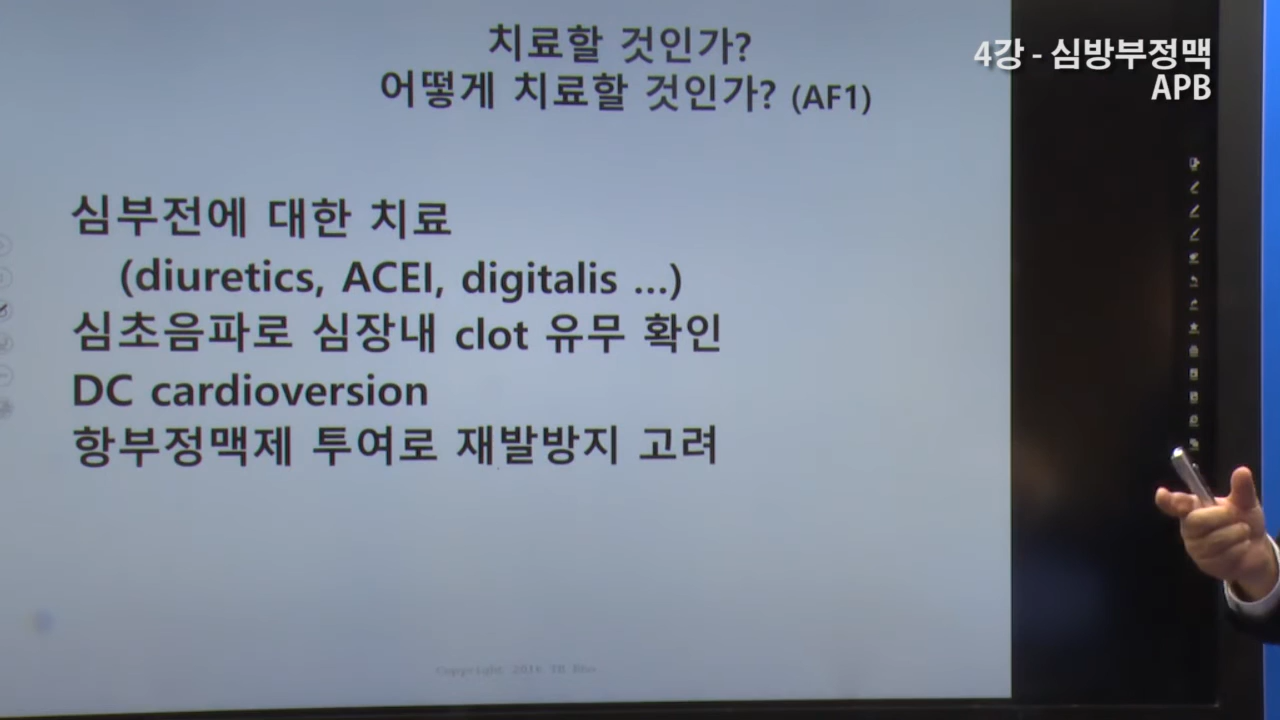 치료할 것인가?
어떻게 치료할 것인가? (AF1)
4강 - 심방부정맥
APB
심부전에 대한 치료
(diuretics, ACEI, digitalis ...)
심초음파로 심장내 clot 유무 확인
DC cardioversion
항부정맥제 투여로 재발방지 고려
Copyright 2016